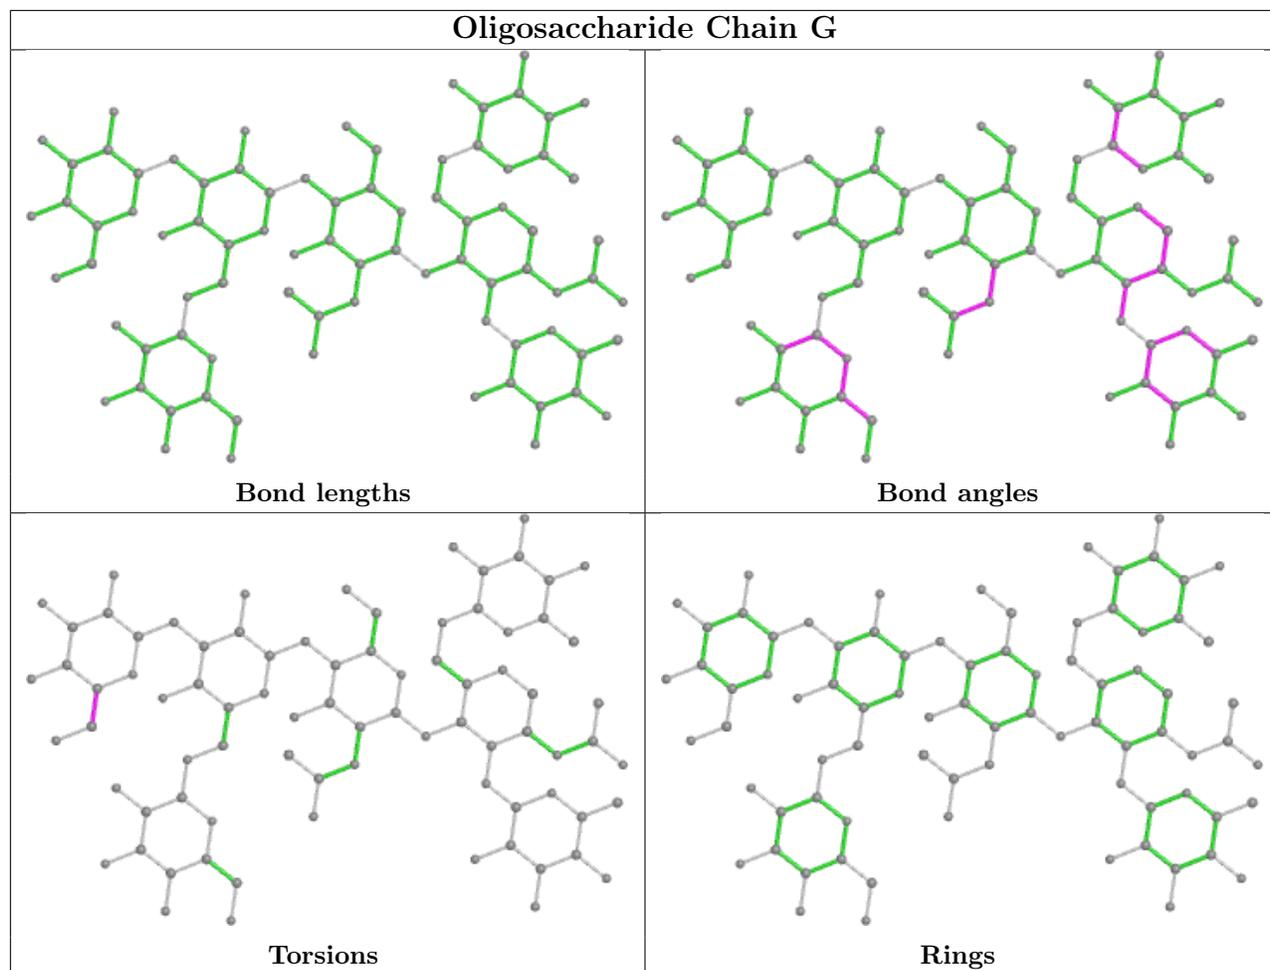 Oligosaccharide Chain G
Bond lengths
Bond angles
Torsions
Rings